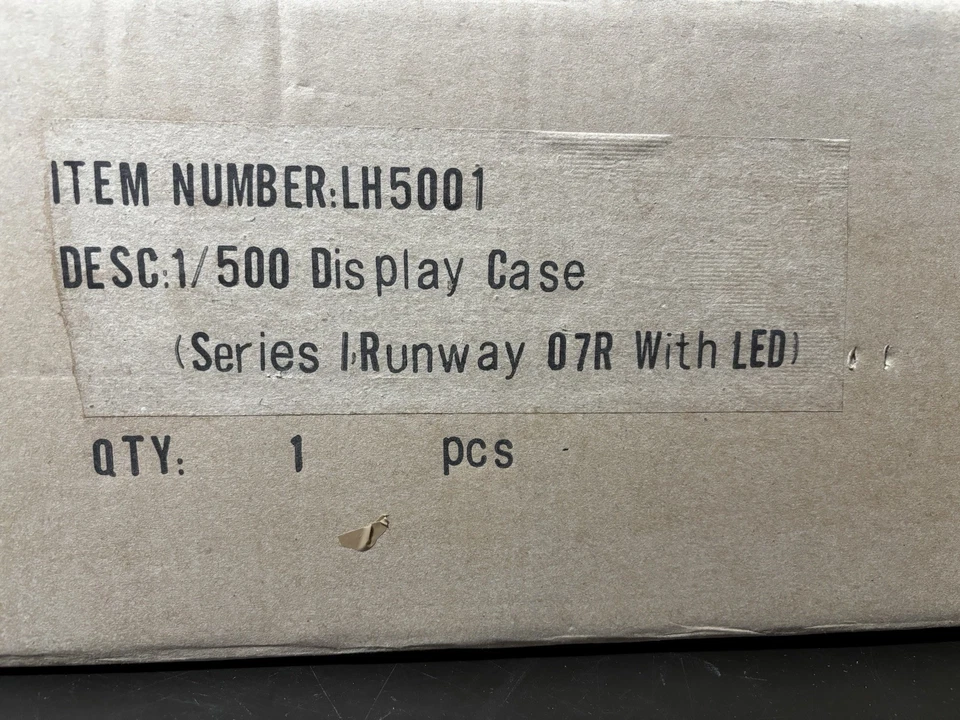 ITEM NUMBER:LH5001
DESC:1/500 Display Case
(Series I,Runway 07R With LED)
QTY: 1 pcs